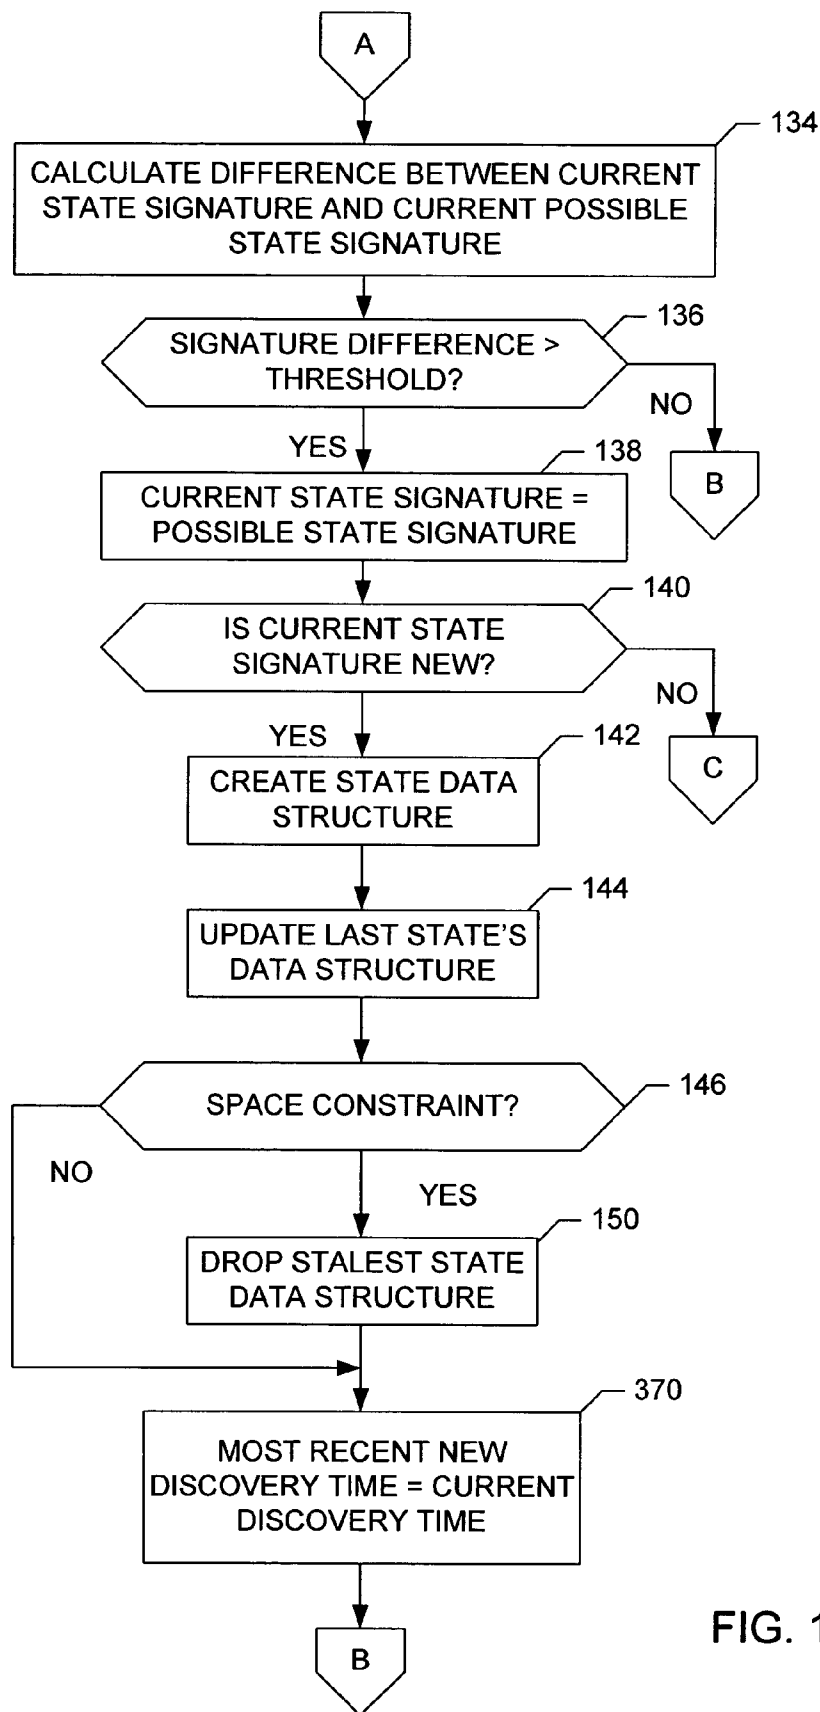 A
134
CALCULATE DIFFERENCE BETWEEN CURRENT
STATE SIGNATURE AND CURRENT POSSIBLE
STATE SIGNATURE
136
SIGNATURE DIFFERENCE >
THRESHOLD?
NO
YES
B
138
CURRENT STATE SIGNATURE =
POSSIBLE STATE SIGNATURE
140
IS CURRENT STATE
SIGNATURE NEW?
NO
YES
C
142
CREATE STATE DATA
STRUCTURE
144
UPDATE LAST STATE'S
DATA STRUCTURE
146
SPACE CONSTRAINT?
NO
YES
150
DROP STALEST STATE
DATA STRUCTURE
370
MOST RECENT NEW
DISCOVERY TIME = CURRENT
DISCOVERY TIME
B
FIG. 1